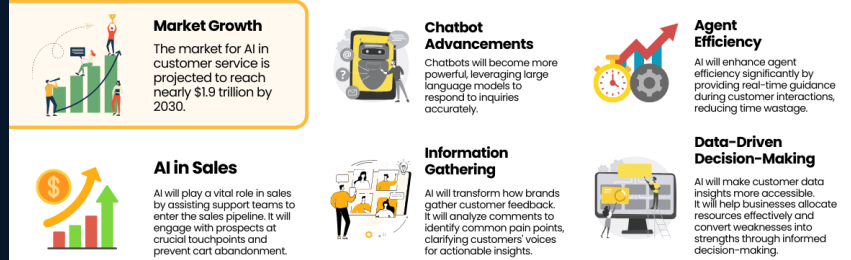 Market Growth
The market for AI in
customer service is
projected to reach
nearly $1.9 trillion by
2030.
Chatbot
Advancements
Chatbots will become more
powerful, leveraging large
language models to
respond to inquiries
accurately.
Agent
Efficiency
AI will enhance agent
efficiency significantly by
providing real-time guidance
during customer interactions,
reducing time wastage.
AI in Sales
AI will play a vital role in sales
by assisting support teams to
enter the sales pipeline. It will
engage with prospects at
crucial touchpoints and
prevent cart abandonment.
Information
Gathering
AI will transform how brands
gather customer feedback.
It will analyze comments to
identify common pain points,
clarifying customers' voices
for actionable insights.
Data-Driven
Decision-Making
AI will make customer data
insights more accessible.
It will help businesses allocate
resources effectively and
convert weaknesses into
strengths through informed
decision-making.